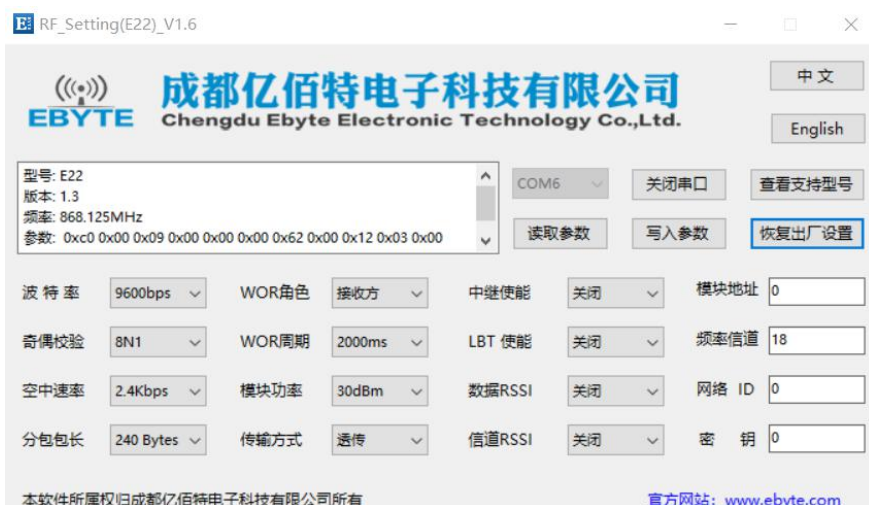 RF_Setting(E22)_V1.6
EBYTE
成都亿佰特电子科技有限公司
Chengdu Ebyte Electronic Technology Co.,Ltd.
中 文
English
型号: E22
版本: 1.3
频率: 868.125MHz
参数: 0xc0 0x00 0x09 0x00 0x00 0x00 0x62 0x00 0x12 0x03 0x00
COM6 关闭串口 查看支持型号
读取参数 写入参数 恢复出厂设置
波 特 率 9600bps WOR角色 接收方 中继使能 关闭 模块地址 0
奇偶校验 8N1 WOR周期 2000ms LBT 使能 关闭 频率信道 18
空中速率 2.4Kbps 模块功率 30dBm 数据RSSI 关闭 网络 ID 0
分包包长 240 Bytes 传输方式 透传 信道RSSI 关闭 密 钥 0
本软件所属权归成都亿佰特电子科技有限公司所有 官方网站: www.ebyte.com